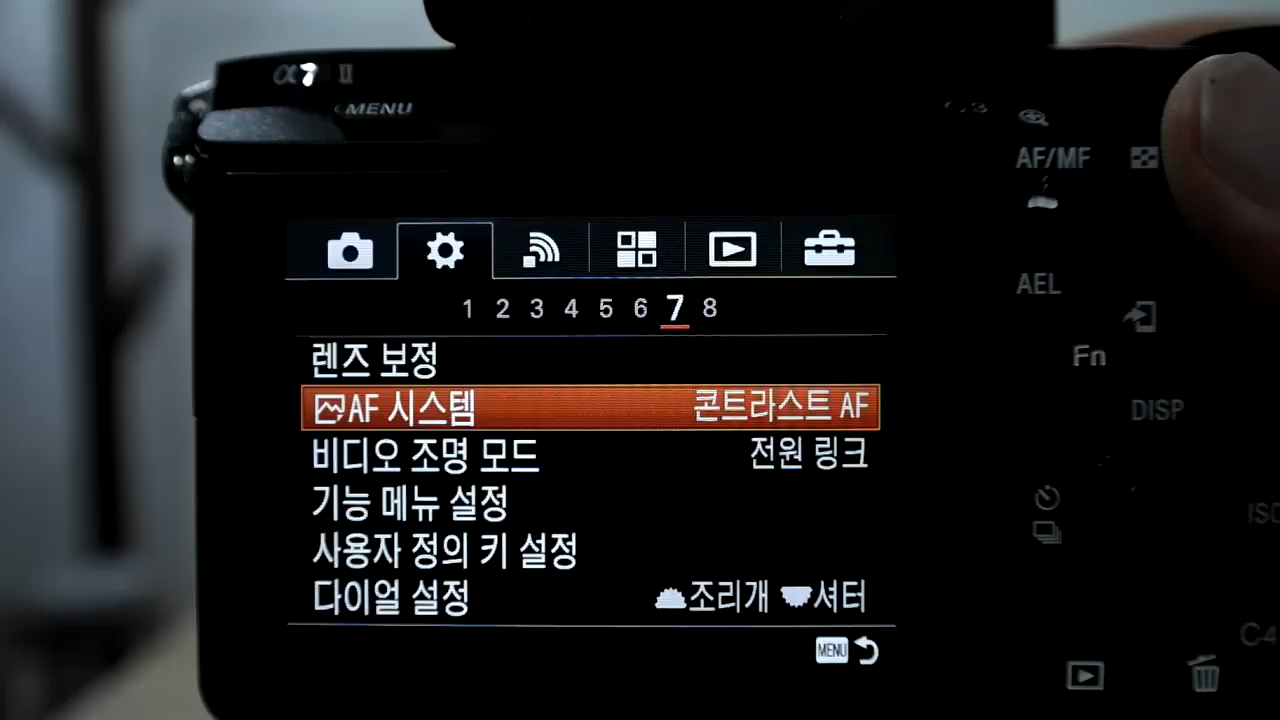 α7 II
MENU
C3
AF/MF
AEL
Fn
DISP
1 2 3 4 5 6 7 8
렌즈 보정
AF 시스템 콘트라스트 AF
비디오 조명 모드 전원 링크
기능 메뉴 설정
사용자 정의 키 설정
다이얼 설정 조리개 셔터
MENU
ISO
C4